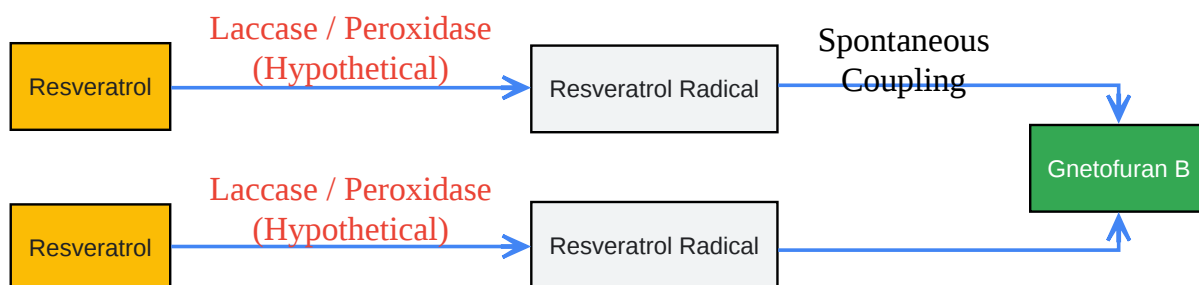 Laccase / Peroxidase
(Hypothetical)
Spontaneous
Coupling
Resveratrol
Resveratrol Radical
Gnetofuran B
Laccase / Peroxidase
(Hypothetical)
Resveratrol
Resveratrol Radical